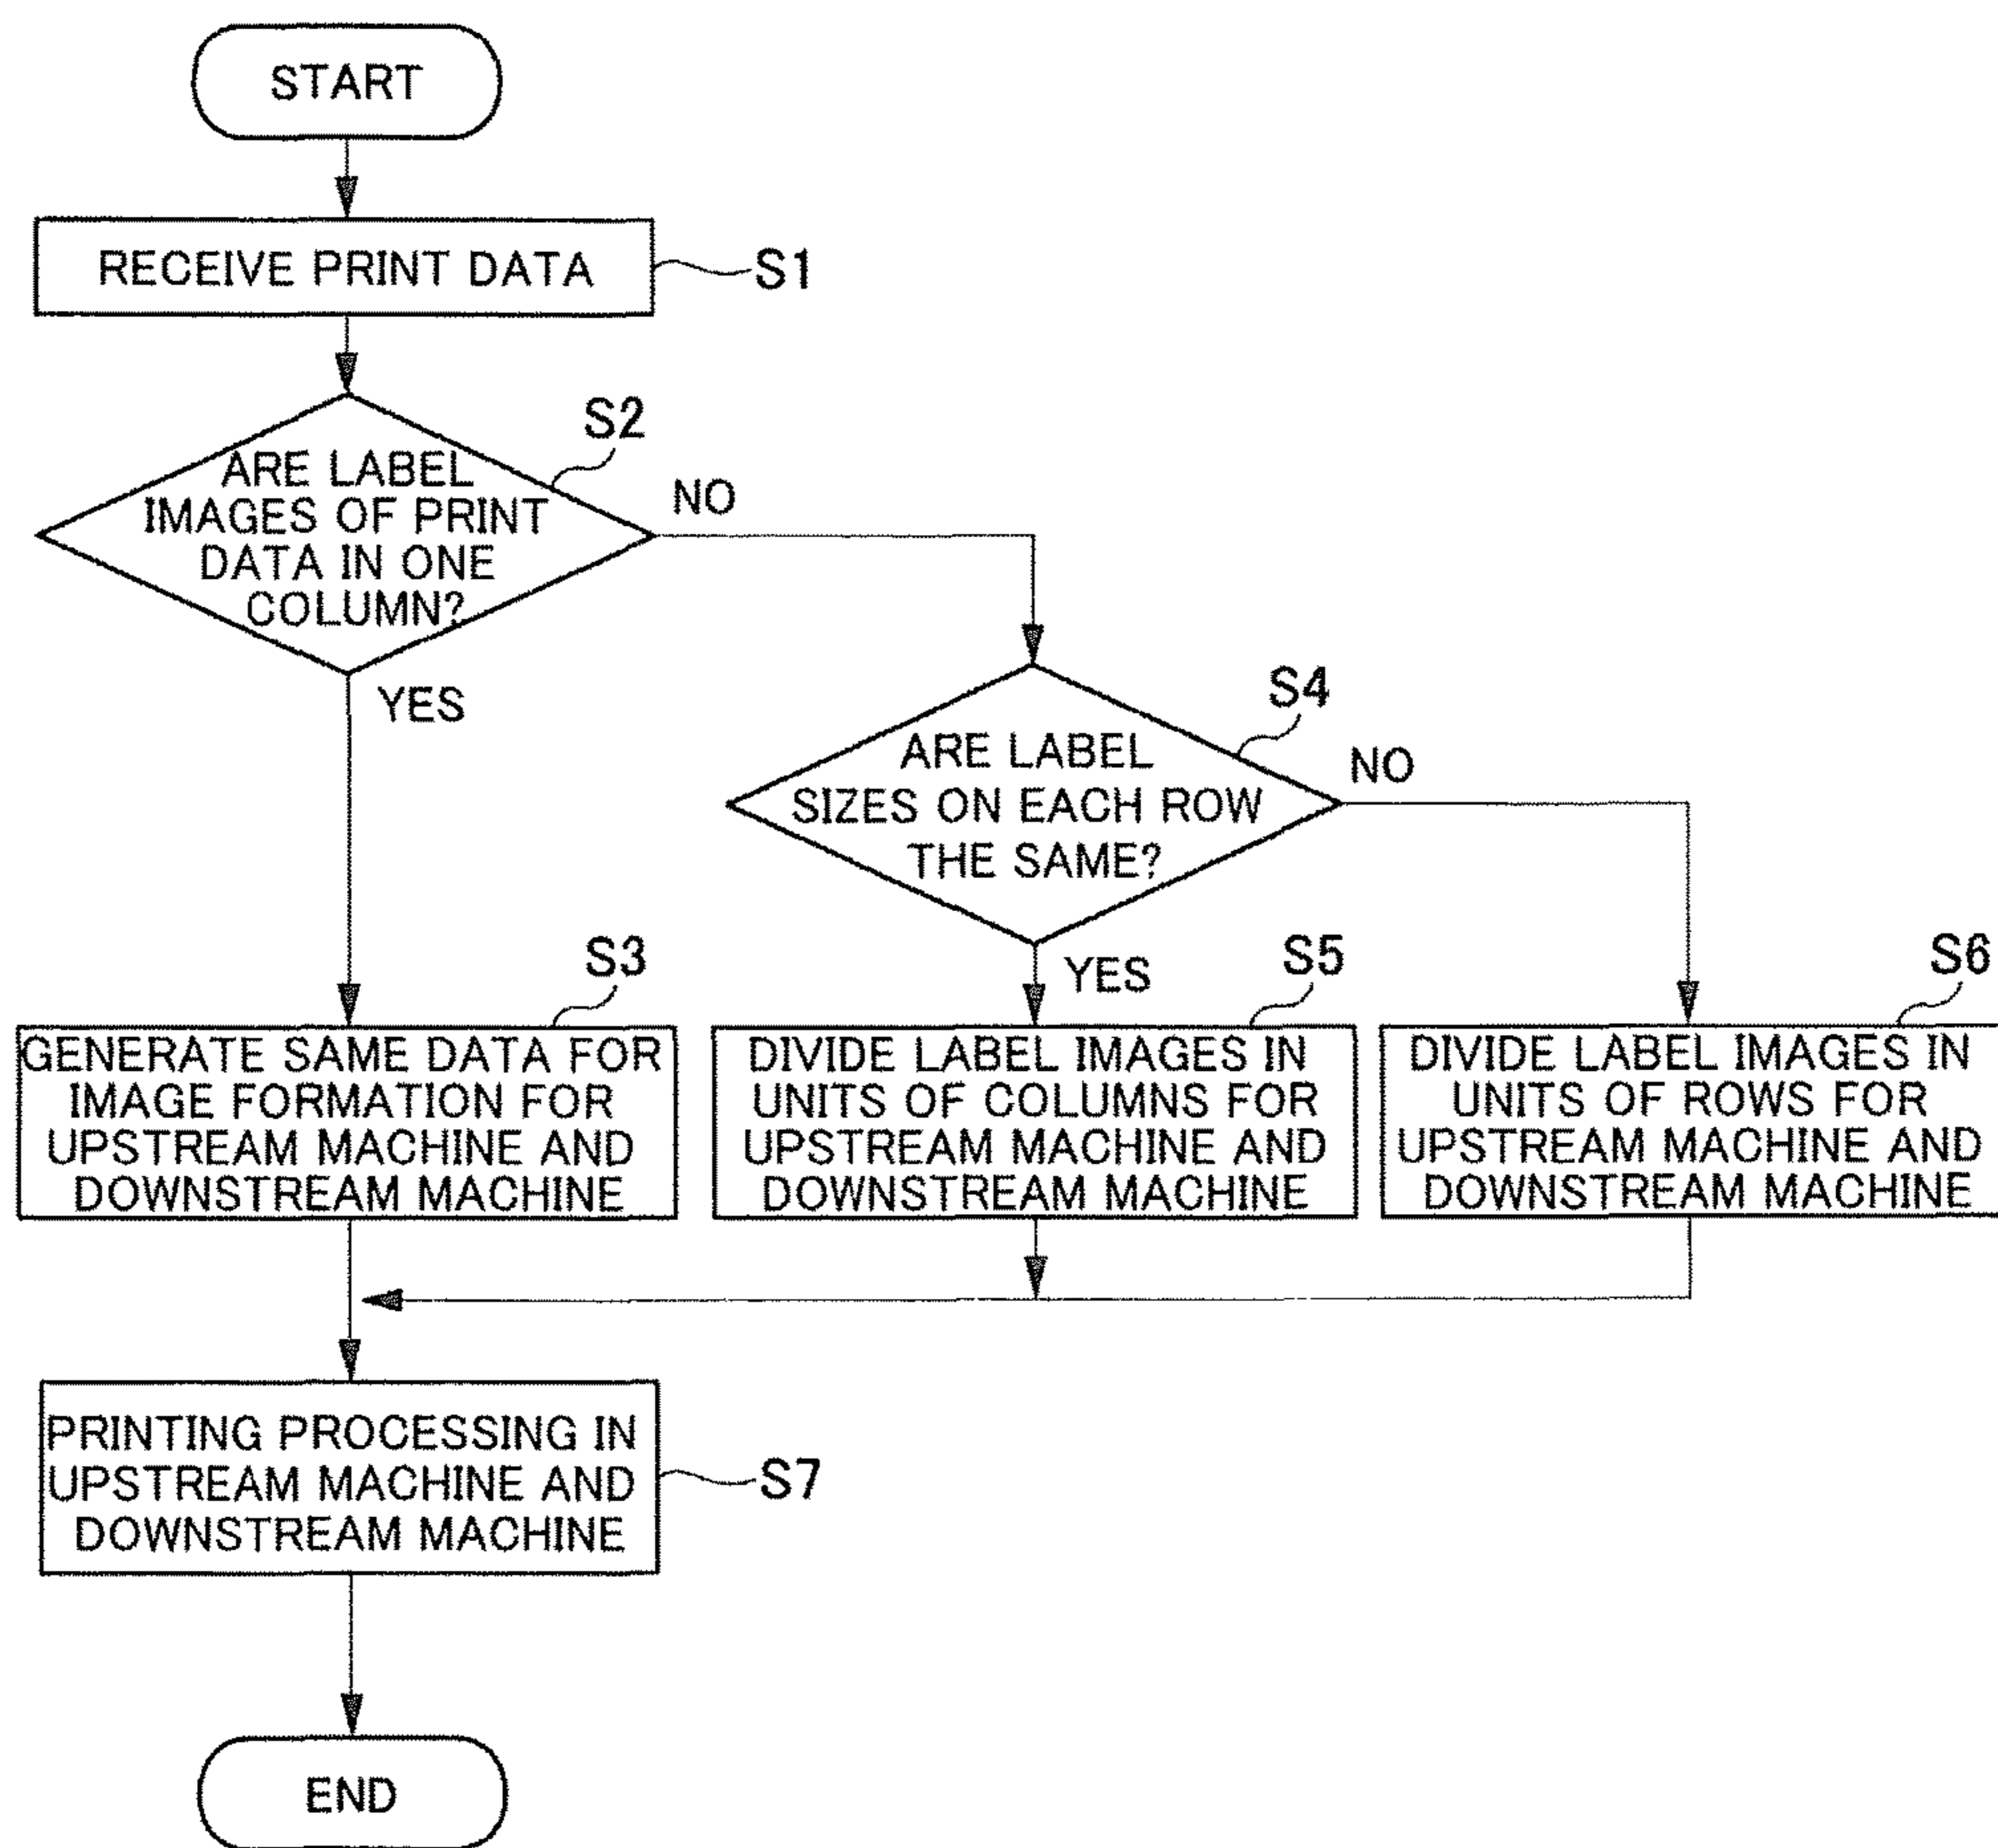 START
RECEIVE PRINT DATA
S1
S2
ARE LABEL
IMAGES OF PRINT
DATA IN ONE
COLUMN?
NO
YES
S4
ARE LABEL
SIZES ON EACH ROW
THE SAME?
NO
YES
S3
GENERATE SAME DATA FOR
IMAGE FORMATION FOR
UPSTREAM MACHINE AND
DOWNSTREAM MACHINE
S5
DIVIDE LABEL IMAGES IN
UNITS OF COLUMNS FOR
UPSTREAM MACHINE AND
DOWNSTREAM MACHINE
S6
DIVIDE LABEL IMAGES IN
UNITS OF ROWS FOR
UPSTREAM MACHINE AND
DOWNSTREAM MACHINE
PRINTING PROCESSING IN
UPSTREAM MACHINE AND
DOWNSTREAM MACHINE
S7
END